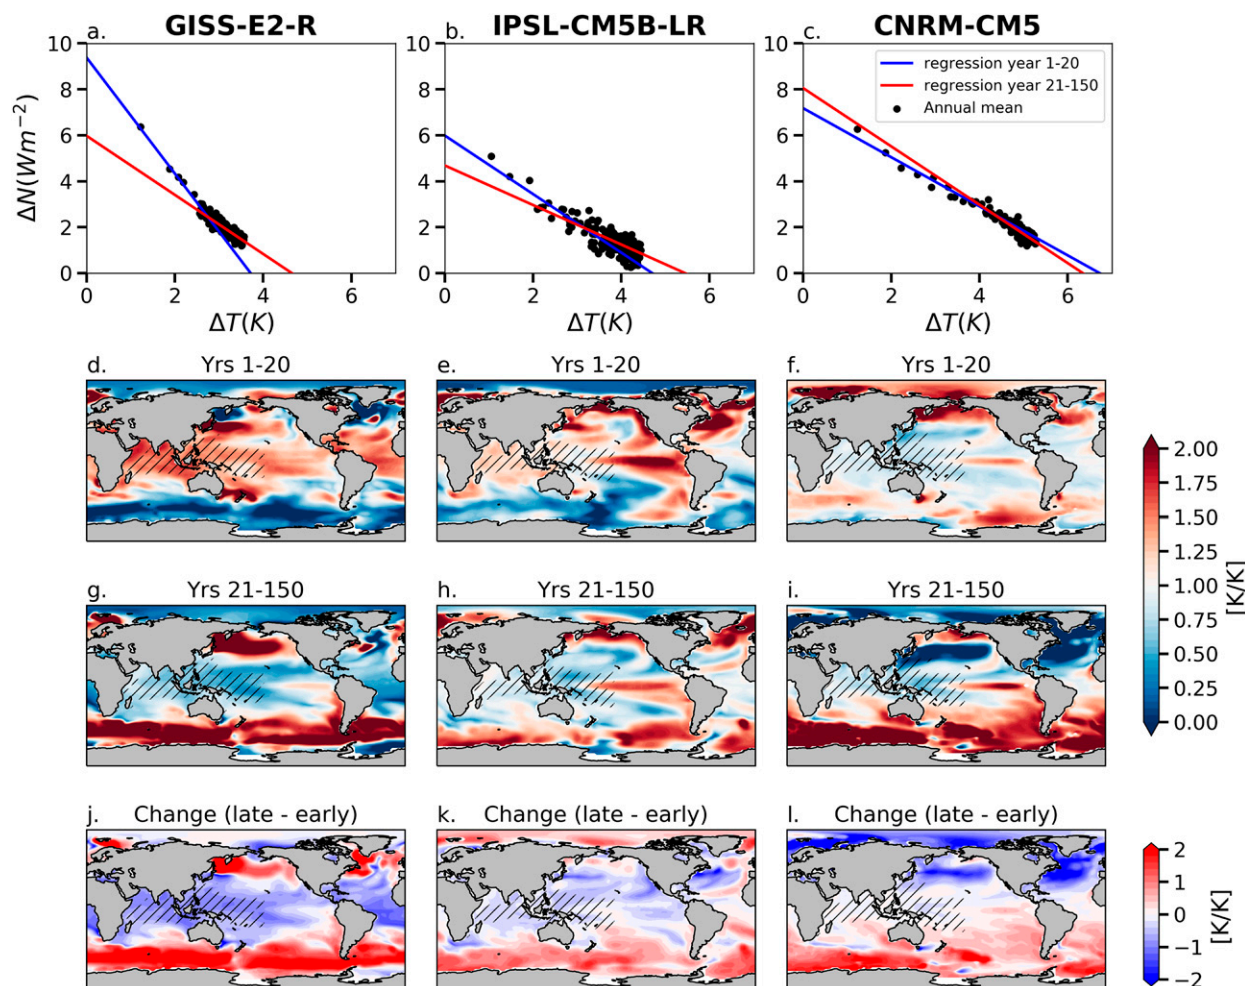 GISS-E2-R
IPSL-CM5B-LR
CNRM-CM5
a.
b.
c.
10
8
6
4
2
0
ΔN(Wm⁻²)
0 2 4 6
ΔT(K)
10
8
6
4
2
0
0 2 4 6
ΔT(K)
10
8
6
4
2
0
regression year 1-20
regression year 21-150
Annual mean
0 2 4 6
ΔT(K)
d. Yrs 1-20
e. Yrs 1-20
f. Yrs 1-20
g. Yrs 21-150
h. Yrs 21-150
i. Yrs 21-150
2.00
1.75
1.50
1.25
1.00
0.75
0.50
0.25
0.00
[K/K]
j. Change (late - early)
k. Change (late - early)
l. Change (late - early)
2
1
0
−1
−2
[K/K]